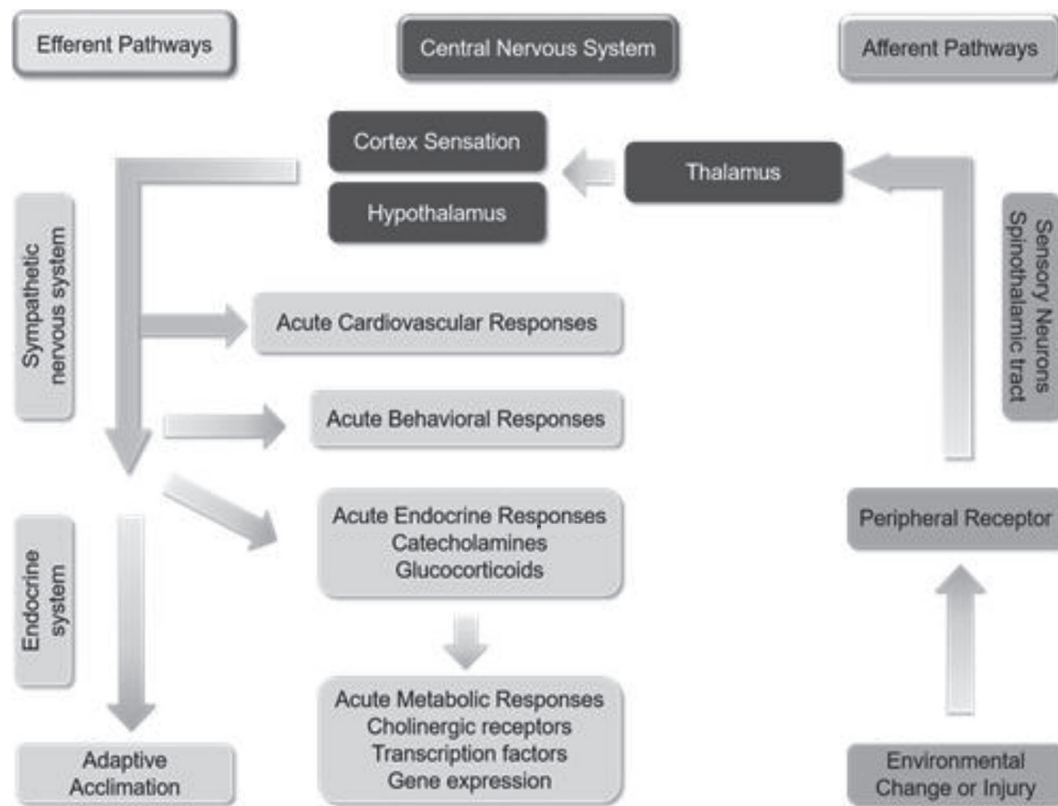 Efferent Pathways
Central Nervous System
Afferent Pathways
Cortex Sensation
Hypothalamus
Thalamus
Sympathetic
nervous system
Sensory Neurons
Spinothalamic tract
Acute Cardiovascular Responses
Acute Behavioral Responses
Acute Endocrine Responses
Catecholamines
Glucocorticoids
Peripheral Receptor
Endocrine
system
Acute Metabolic Responses
Cholinergic receptors
Transcription factors
Gene expression
Adaptive
Acclimation
Environmental
Change or Injury